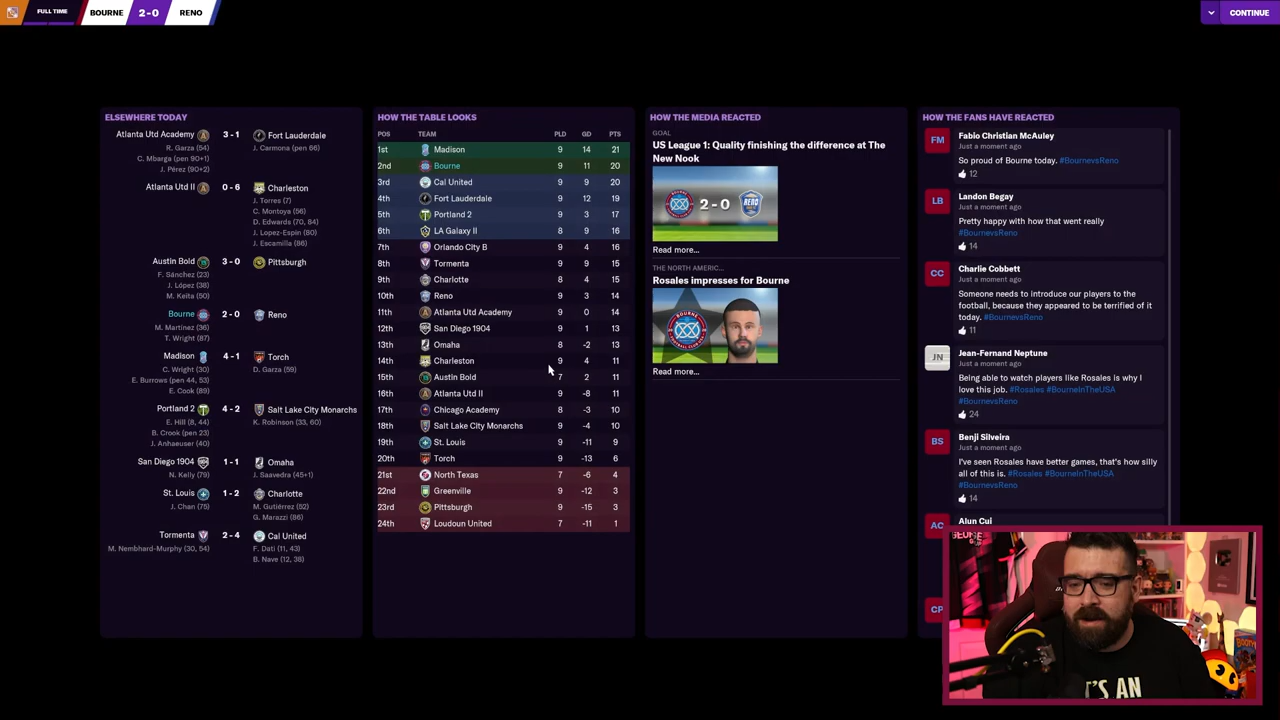 FULL TIME
BOURNE
2-0
RENO
CONTINUE
ELSEWHERE TODAY
Atlanta Utd Academy 3 - 1 Fort Lauderdale
R. Garza (54) J. Carmona (pen 66)
C. Mbarga (pen 90+1)
J. Pérez (90+2)
Atlanta Utd II 0 - 6 Charleston
J. Torres (7)
C. Montoya (56)
D. Edwards (70, 84)
J. Lopez-Espin (80)
J. Escamilla (86)
Austin Bold 3 - 0 Pittsburgh
F. Sánchez (23)
J. López (38)
M. Keita (50)
Bourne 2 - 0 Reno
M. Martínez (36)
T. Wright (87)
Madison 4 - 1 Torch
C. Wright (30) D. Garza (59)
E. Burrows (pen 44, 53)
E. Cook (89)
Portland 2 4 - 2 Salt Lake City Monarchs
E. Hill (8, 44) K. Robinson (33, 60)
B. Crook (pen 23)
J. Anhaeuser (40)
San Diego 1904 1 - 1 Omaha
N. Kelly (79) J. Saavedra (45+1)
St. Louis 1 - 2 Charlotte
J. Chan (75) M. Gutiérrez (52)
G. Marazzi (86)
Tormenta 2 - 4 Cal United
M. Nembhard-Murphy (30, 54) F. Dati (11, 43)
B. Nave (12, 38)
HOW THE TABLE LOOKS
POS TEAM PLD GD PTS
1st Madison 9 14 21
2nd Bourne 9 11 20
3rd Cal United 9 9 20
4th Fort Lauderdale 9 12 19
5th Portland 2 9 3 17
6th LA Galaxy II 8 9 16
7th Orlando City B 9 4 16
8th Tormenta 9 9 15
9th Charlotte 8 4 15
10th Reno 9 3 14
11th Atlanta Utd Academy 9 0 14
12th San Diego 1904 9 1 13
13th Omaha 8 -2 13
14th Charleston 9 4 11
15th Austin Bold 7 2 11
16th Atlanta Utd II 9 -8 11
17th Chicago Academy 8 -3 10
18th Salt Lake City Monarchs 9 -4 10
19th St. Louis 9 -11 9
20th Torch 9 -13 6
21st North Texas 7 -6 4
22nd Greenville 9 -12 3
23rd Pittsburgh 9 -15 3
24th Loudoun United 7 -11 1
HOW THE MEDIA REACTED
GOAL
US League 1: Quality finishing the difference at The
New Nook
2 - 0
RENO
Read more...
THE NORTH AMERIC...
Rosales impresses for Bourne
BOURNE
Read more...
HOW THE FANS HAVE REACTED
FM Fabio Christian McAuley
Just a moment ago
So proud of Bourne today. #BournevsReno
12
LB Landon Begay
Just a moment ago
Pretty happy with how that went really
#BournevsReno
14
CC Charlie Cobbett
Just a moment ago
Someone needs to introduce our players to the
football, because they appeared to be terrified of it
today. #BournevsReno
11
JN Jean-Fernand Neptune
Just a moment ago
Being able to watch players like Rosales is why I
love this job. #Rosales #BourneInTheUSA
#BournevsReno
24
BS Benji Silveira
Just a moment ago
I've seen Rosales have better games, that's how silly
all of this is. #Rosales #BourneInTheUSA
#BournevsReno
14
AC Alun Cui
CP
IT'S AN